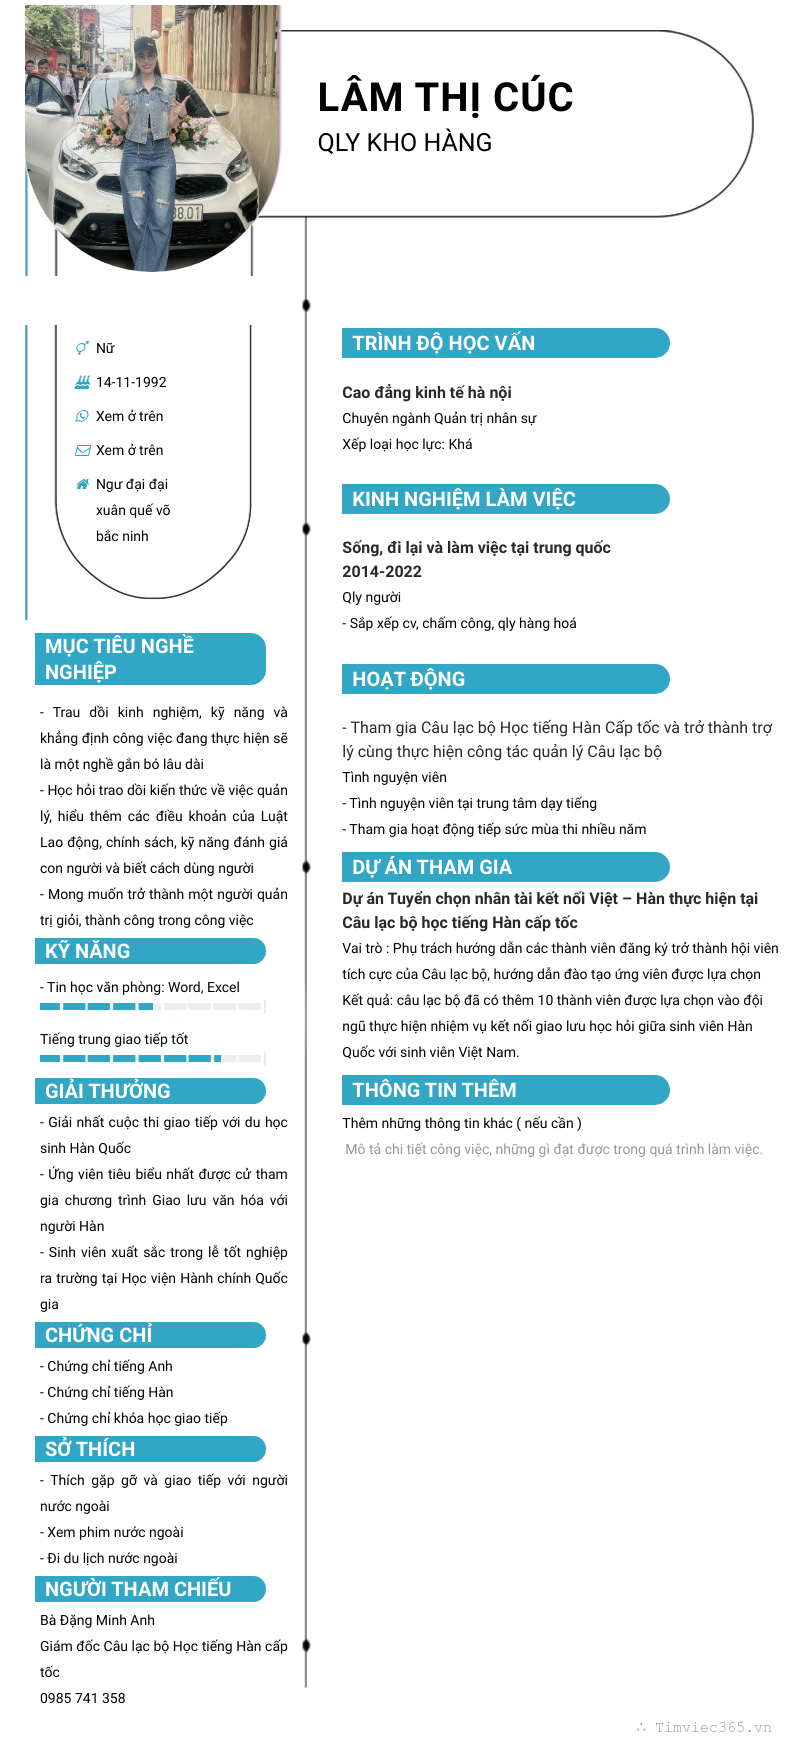 LÂM THỊ CÚC
QLY KHO HÀNG
88.01
Nữ
14-11-1992
Xem ở trên
Xem ở trên
Ngư đại đại
xuân quế võ
bắc ninh
MỤC TIÊU NGHỀ
NGHIỆP
- Trau dồi kinh nghiệm, kỹ năng và
khẳng định công việc đang thực hiện sẽ
là một nghề gắn bó lâu dài
- Học hỏi trao dồi kiến thức về việc quản
lý, hiểu thêm các điều khoản của Luật
Lao động, chính sách, kỹ năng đánh giá
con người và biết cách dùng người
- Mong muốn trở thành một người quản
trị giỏi, thành công trong công việc
KỸ NĂNG
- Tin học văn phòng: Word, Excel
Tiếng trung giao tiếp tốt
GIẢI THƯỞNG
- Giải nhất cuộc thi giao tiếp với du học
sinh Hàn Quốc
- Ứng viên tiêu biểu nhất được cử tham
gia chương trình Giao lưu văn hóa với
người Hàn
- Sinh viên xuất sắc trong lễ tốt nghiệp
ra trường tại Học viện Hành chính Quốc
gia
CHỨNG CHỈ
- Chứng chỉ tiếng Anh
- Chứng chỉ tiếng Hàn
- Chứng chỉ khóa học giao tiếp
SỞ THÍCH
- Thích gặp gỡ và giao tiếp với người
nước ngoài
- Xem phim nước ngoài
- Đi du lịch nước ngoài
NGƯỜI THAM CHIẾU
Bà Đặng Minh Anh
Giám đốc Câu lạc bộ Học tiếng Hàn cấp
tốc
0985 741 358
TRÌNH ĐỘ HỌC VẤN
Cao đẳng kinh tế hà nội
Chuyên ngành Quản trị nhân sự
Xếp loại học lực: Khá
KINH NGHIỆM LÀM VIỆC
Sống, đi lại và làm việc tại trung quốc
2014-2022
Qly người
- Sắp xếp cv, chấm công, qly hàng hoá
HOẠT ĐỘNG
- Tham gia Câu lạc bộ Học tiếng Hàn Cấp tốc và trở thành trợ
lý cùng thực hiện công tác quản lý Câu lạc bộ
Tình nguyện viên
- Tình nguyện viên tại trung tâm dạy tiếng
- Tham gia hoạt động tiếp sức mùa thi nhiều năm
DỰ ÁN THAM GIA
Dự án Tuyển chọn nhân tài kết nối Việt – Hàn thực hiện tại
Câu lạc bộ học tiếng Hàn cấp tốc
Vai trò : Phụ trách hướng dẫn các thành viên đăng ký trở thành hội viên
tích cực của Câu lạc bộ, hướng dẫn đào tạo ứng viên được lựa chọn
Kết quả: câu lạc bộ đã có thêm 10 thành viên được lựa chọn vào đội
ngũ thực hiện nhiệm vụ kết nối giao lưu học hỏi giữa sinh viên Hàn
Quốc với sinh viên Việt Nam.
THÔNG TIN THÊM
Thêm những thông tin khác ( nếu cần )
Mô tả chi tiết công việc, những gì đạt được trong quá trình làm việc.
∴ Timviec365.vn